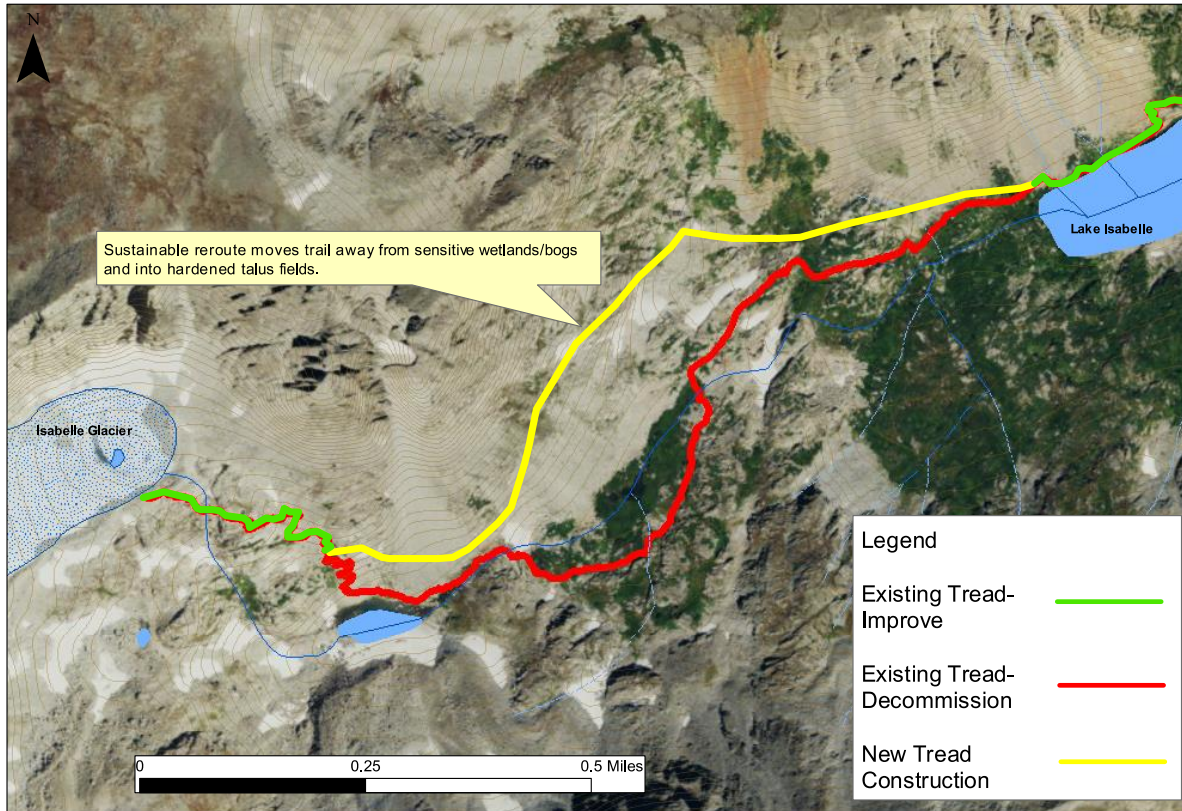 N
Sustainable reroute moves trail away from sensitive wetlands/bogs
and into hardened talus fields.
Lake Isabelle
Isabelle Glacier
Legend
Existing Tread-
Improve
Existing Tread-
Decommission
New Tread
Construction
0 0.25 0.5 Miles